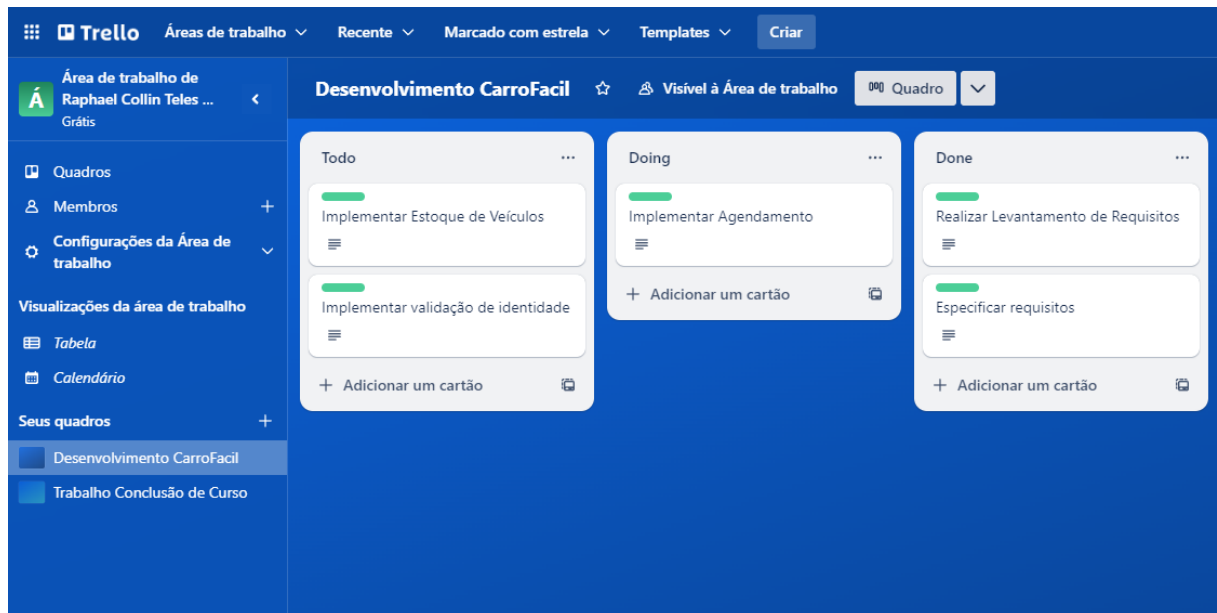 Trello
Áreas de trabalho
Recente
Marcado com estrela
Templates
Criar
Á
Área de trabalho de
Raphael Collin Teles ...
Grátis
Quadros
Membros
Configurações da Área de
trabalho
Visualizações da área de trabalho
Tabela
Calendário
Seus quadros
Desenvolvimento CarroFacil
Trabalho Conclusão de Curso
Desenvolvimento CarroFacil
Visível à Área de trabalho
Quadro
Todo
Implementar Estoque de Veículos
Implementar validação de identidade
+ Adicionar um cartão
Doing
Implementar Agendamento
+ Adicionar um cartão
Done
Realizar Levantamento de Requisitos
Especificar requisitos
+ Adicionar um cartão